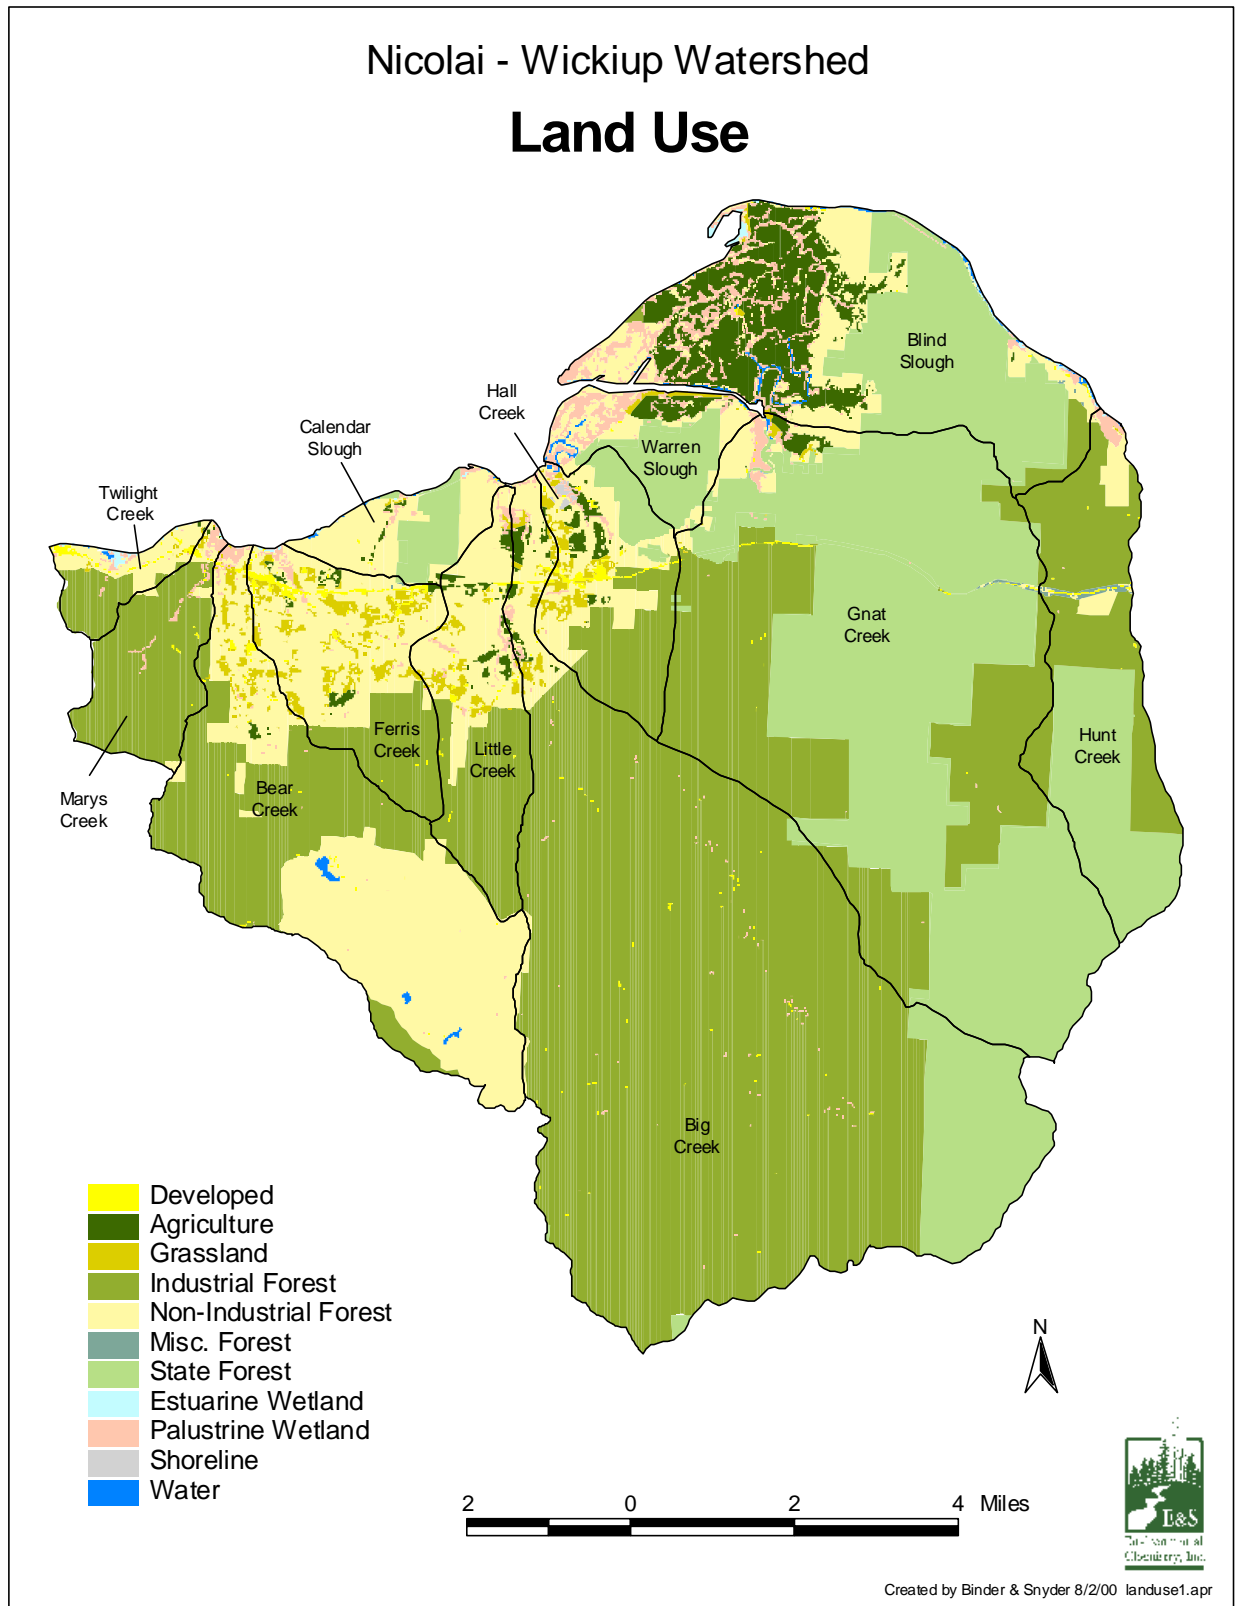 Nicolai - Wickiup Watershed
Land Use
Blind
Slough
Hall
Creek
Calendar
Slough
Warren
Slough
Twilight
Creek
Gnat
Creek
Ferris
Creek
Little
Creek
Hunt
Creek
Bear
Creek
Marys
Creek
Big
Creek
Developed
Agriculture
Grassland
Industrial Forest
Non-Industrial Forest
Misc. Forest
State Forest
Estuarine Wetland
Palustrine Wetland
Shoreline
Water
N
2 0 2 4 Miles
E&S
Environmental
Chemistry, Inc.
Created by Binder & Snyder 8/2/00 landuse1.apr